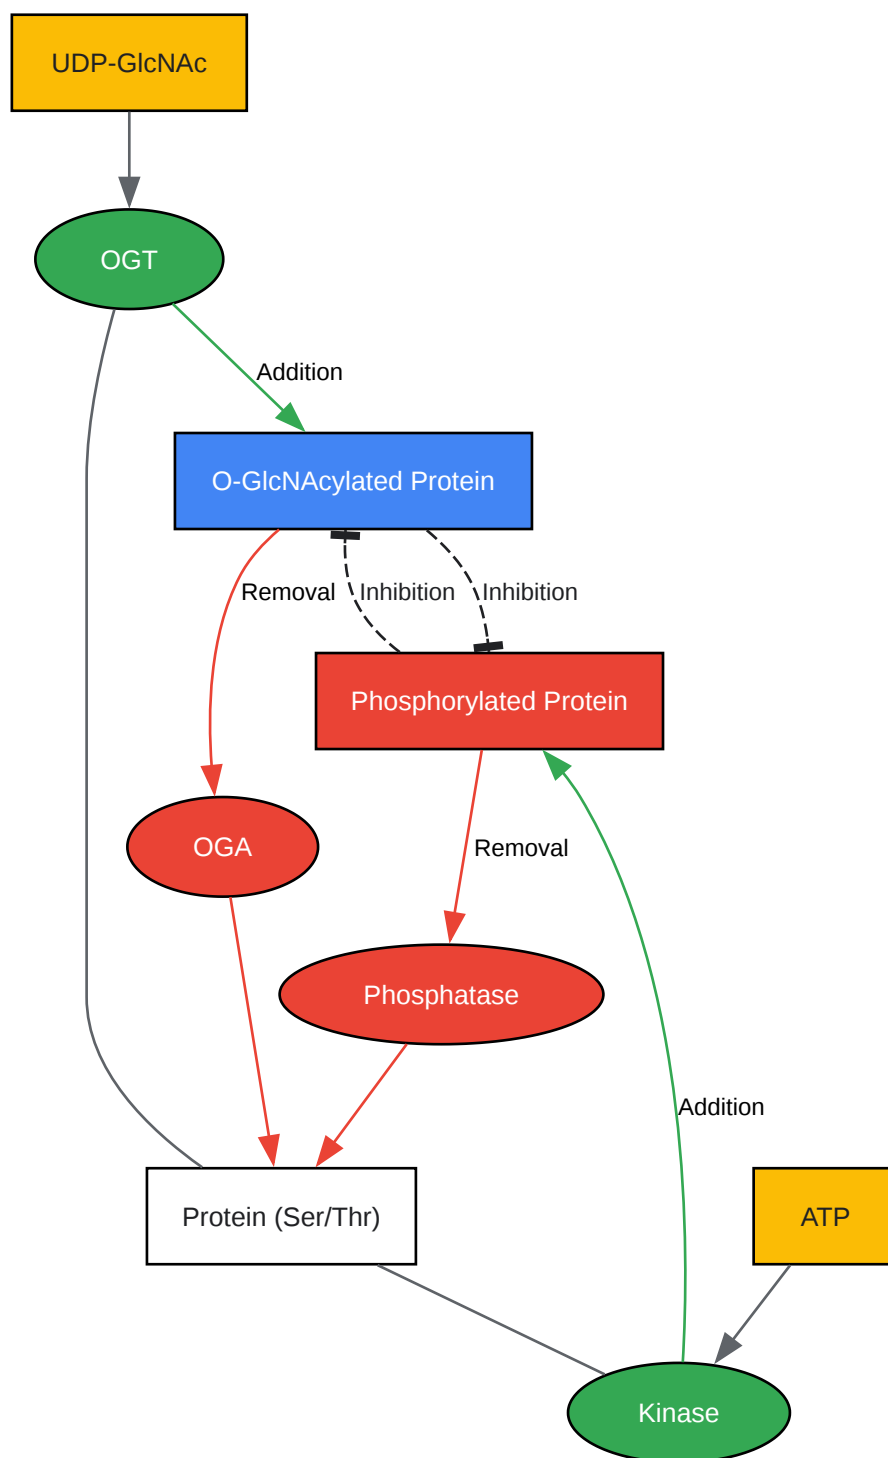 UDP-GlcNAc
OGT
Addition
O-GlcNAcylated Protein
Removal
Inhibition
Inhibition
Phosphorylated Protein
OGA
Removal
Phosphatase
Addition
Protein (Ser/Thr)
ATP
Kinase